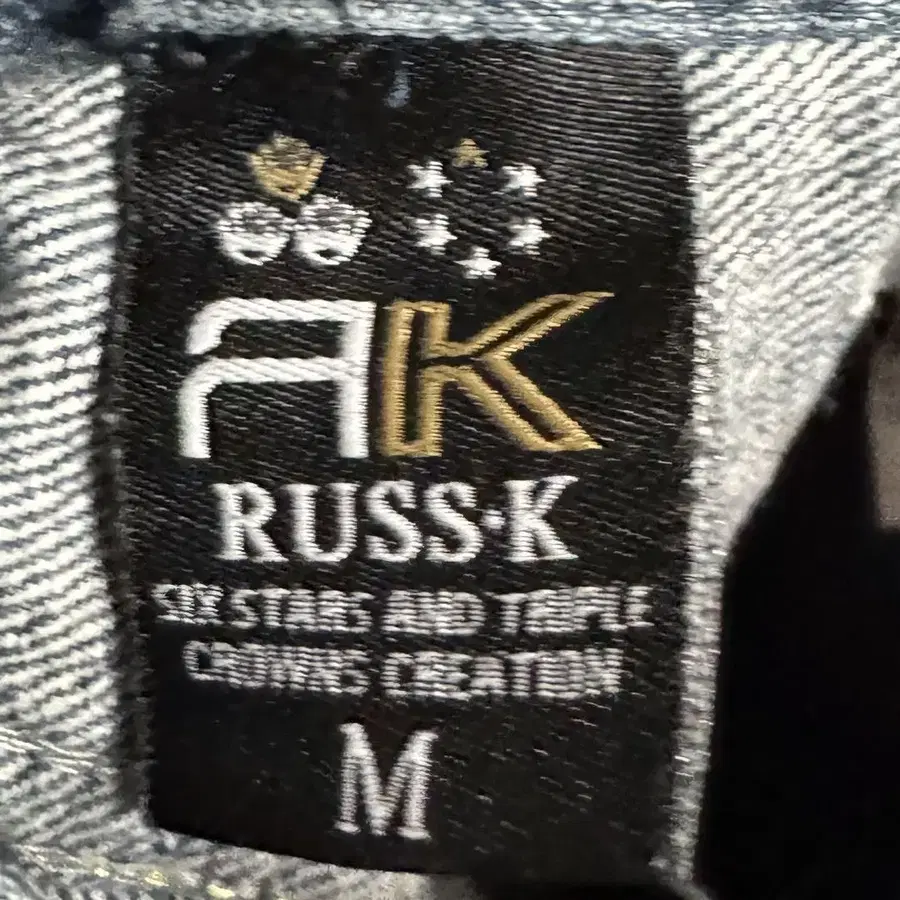 RK
RUSS·K
SIX STARS AND TRIPLE
CROWNS CREATION
M